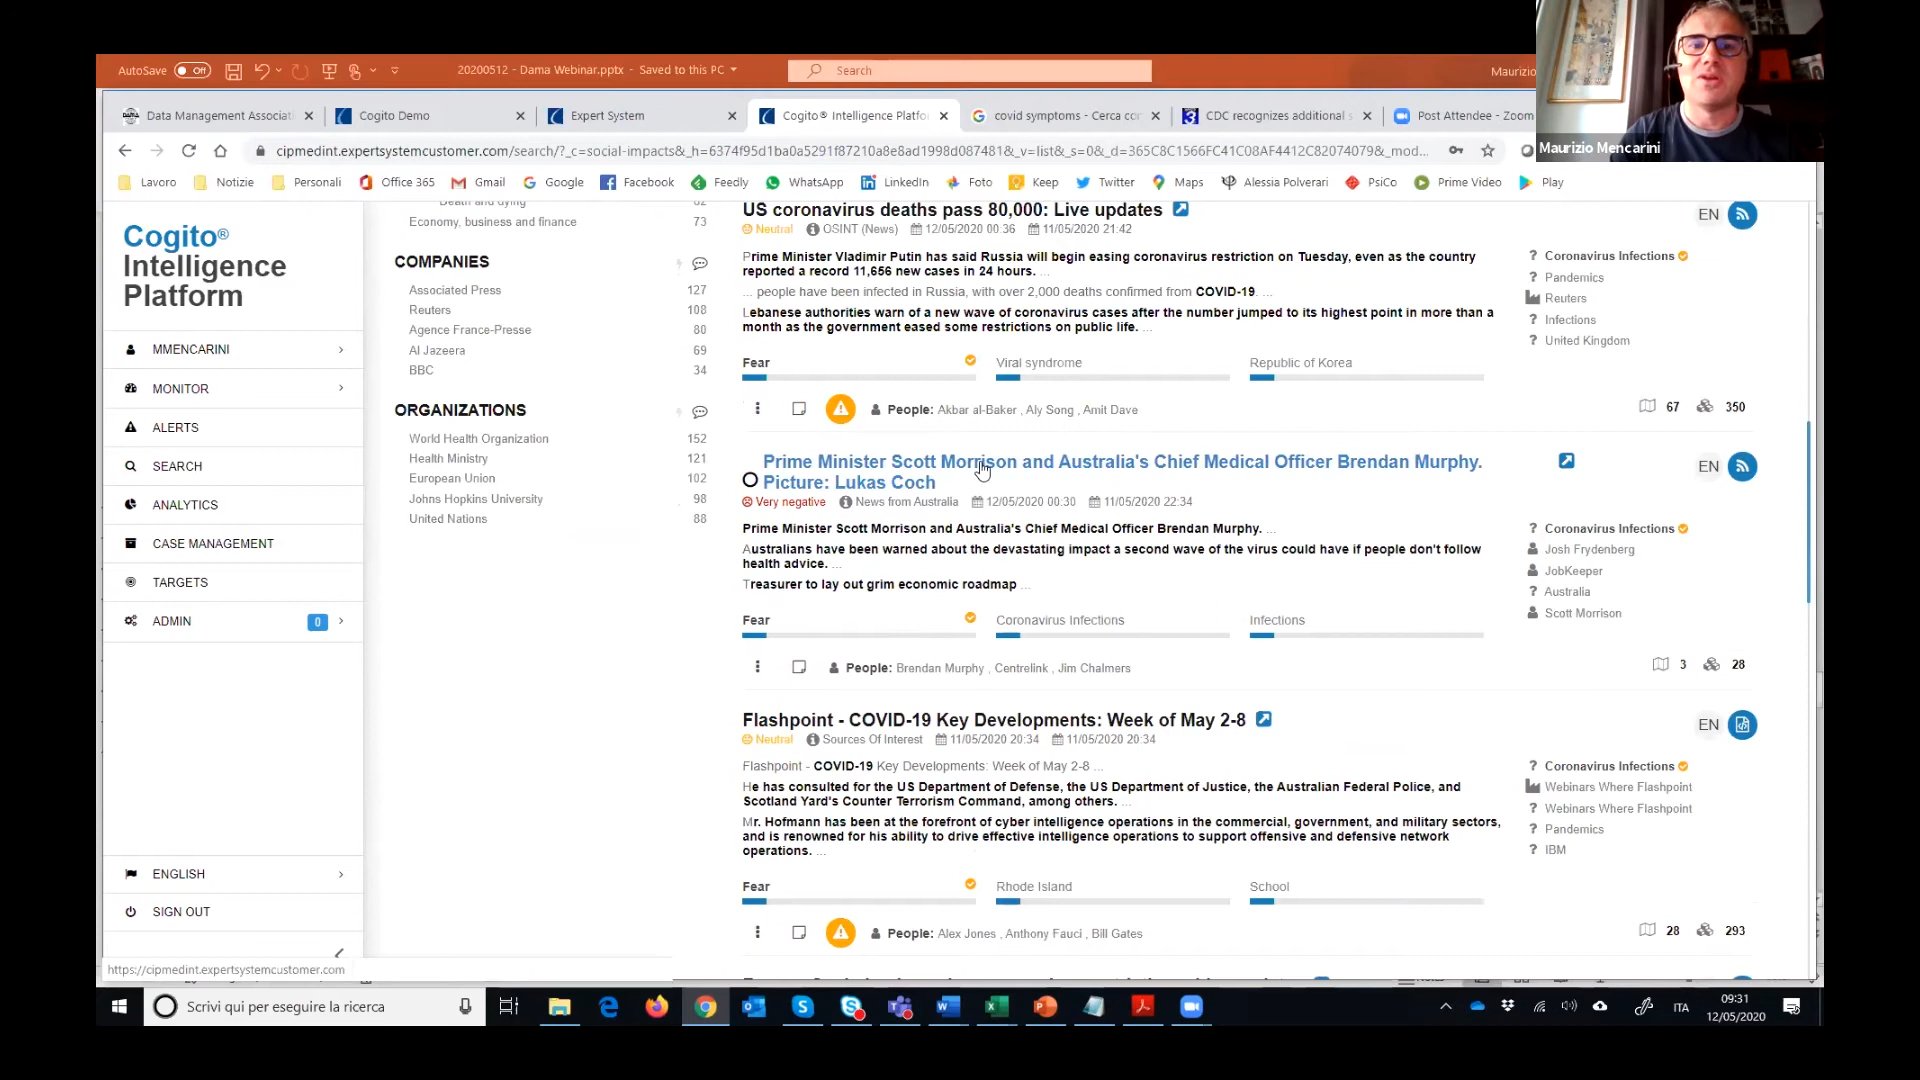 AutoSave Off 20200512 - Dama Webinar.pptx - Saved to this PC Search Maurizio
Data Management Associati Cogito Demo Expert System Cogito® Intelligence Platfo covid symptoms - Cerca co CDC recognizes additional s Post Attendee - Zoom
Maurizio Mencarini
cipmedint.expertsystemcustomer.com/search/?_c=social-impacts&_h=6374f95d1ba0a5291f87210a8e8ad1998d087481&_v=list&_s=0&_d=365C8C1566FC41C08AF4412C82074079&_mod...
Lavoro Notizie Personali Office 365 Gmail Google Facebook Feedly WhatsApp LinkedIn Foto Keep Twitter Maps Alessia Polverari PsiCo Prime Video Play
Cogito®
Intelligence
Platform
MMENCARINI
MONITOR
ALERTS
SEARCH
ANALYTICS
CASE MANAGEMENT
TARGETS
ADMIN 0
ENGLISH
SIGN OUT
https://cipmedint.expertsystemcustomer.com
Death and dying
Economy, business and finance 73
COMPANIES
Associated Press 127
Reuters 108
Agence France-Presse 80
Al Jazeera 69
BBC 34
ORGANIZATIONS
World Health Organization 152
Health Ministry 121
European Union 102
Johns Hopkins University 98
United Nations 88
US coronavirus deaths pass 80,000: Live updates EN
Neutral OSINT (News) 12/05/2020 00:36 11/05/2020 21:42
Prime Minister Vladimir Putin has said Russia will begin easing coronavirus restriction on Tuesday, even as the country
reported a record 11,656 new cases in 24 hours. ...
... people have been infected in Russia, with over 2,000 deaths confirmed from COVID-19. ...
Lebanese authorities warn of a new wave of coronavirus cases after the number jumped to its highest point in more than a
month as the government eased some restrictions on public life. ...
? Coronavirus Infections
? Pandemics
Reuters
? Infections
? United Kingdom
Fear Viral syndrome Republic of Korea
People: Akbar al-Baker , Aly Song , Amit Dave 67 350
Prime Minister Scott Morrison and Australia's Chief Medical Officer Brendan Murphy. EN
Picture: Lukas Coch
Very negative News from Australia 12/05/2020 00:30 11/05/2020 22:34
Prime Minister Scott Morrison and Australia's Chief Medical Officer Brendan Murphy. ...
Australians have been warned about the devastating impact a second wave of the virus could have if people don't follow
health advice. ...
Treasurer to lay out grim economic roadmap ...
? Coronavirus Infections
Josh Frydenberg
JobKeeper
? Australia
Scott Morrison
Fear Coronavirus Infections Infections
People: Brendan Murphy , Centrelink , Jim Chalmers 3 28
Flashpoint - COVID-19 Key Developments: Week of May 2-8 EN
Neutral Sources Of Interest 11/05/2020 20:34 11/05/2020 20:34
Flashpoint - COVID-19 Key Developments: Week of May 2-8 ...
He has consulted for the US Department of Defense, the US Department of Justice, the Australian Federal Police, and
Scotland Yard's Counter Terrorism Command, among others. ...
Mr. Hofmann has been at the forefront of cyber intelligence operations in the commercial, government, and military sectors,
and is renowned for his ability to drive effective intelligence operations to support offensive and defensive network
operations. ...
? Coronavirus Infections
Webinars Where Flashpoint
? Webinars Where Flashpoint
? Pandemics
? IBM
Fear Rhode Island School
People: Alex Jones , Anthony Fauci , Bill Gates 28 293
Scrivi qui per eseguire la ricerca ITA 09:31
12/05/2020